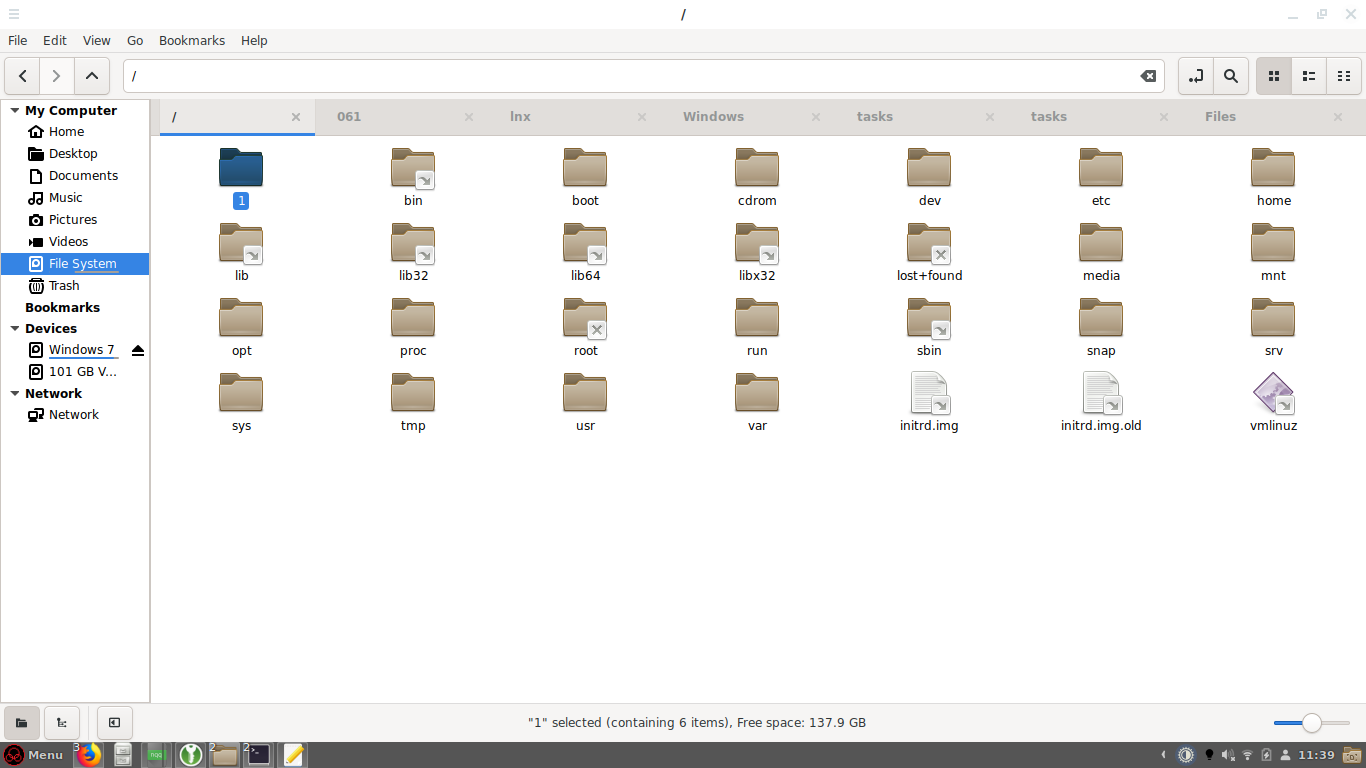 /
File Edit View Go Bookmarks Help
/
My Computer
Home
Desktop
Documents
Music
Pictures
Videos
File System
Trash
Bookmarks
Devices
Windows 7
101 GB V...
Network
Network
/ 061 lnx Windows tasks tasks Files
1 bin boot cdrom dev etc home
lib lib32 lib64 libx32 lost+found media mnt
opt proc root run sbin snap srv
sys tmp usr var initrd.img initrd.img.old vmlinuz
"1" selected (containing 6 items), Free space: 137.9 GB
Menu 3 2 2 11:39